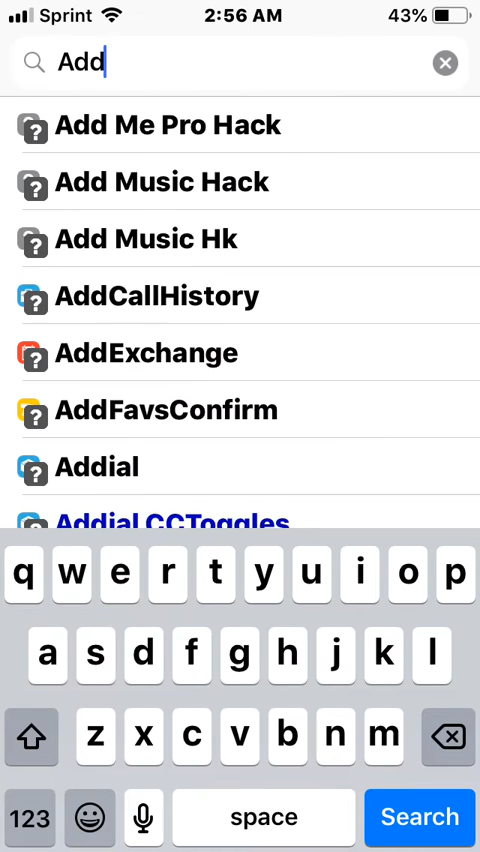 Sprint 2:56 AM 43%
Add
? Add Me Pro Hack
? Add Music Hack
? Add Music Hk
? AddCallHistory
? AddExchange
? AddFavsConfirm
? Addial
Addial CCToggles
q w e r t y u i o p
a s d f g h j k l
z x c v b n m
123 space Search